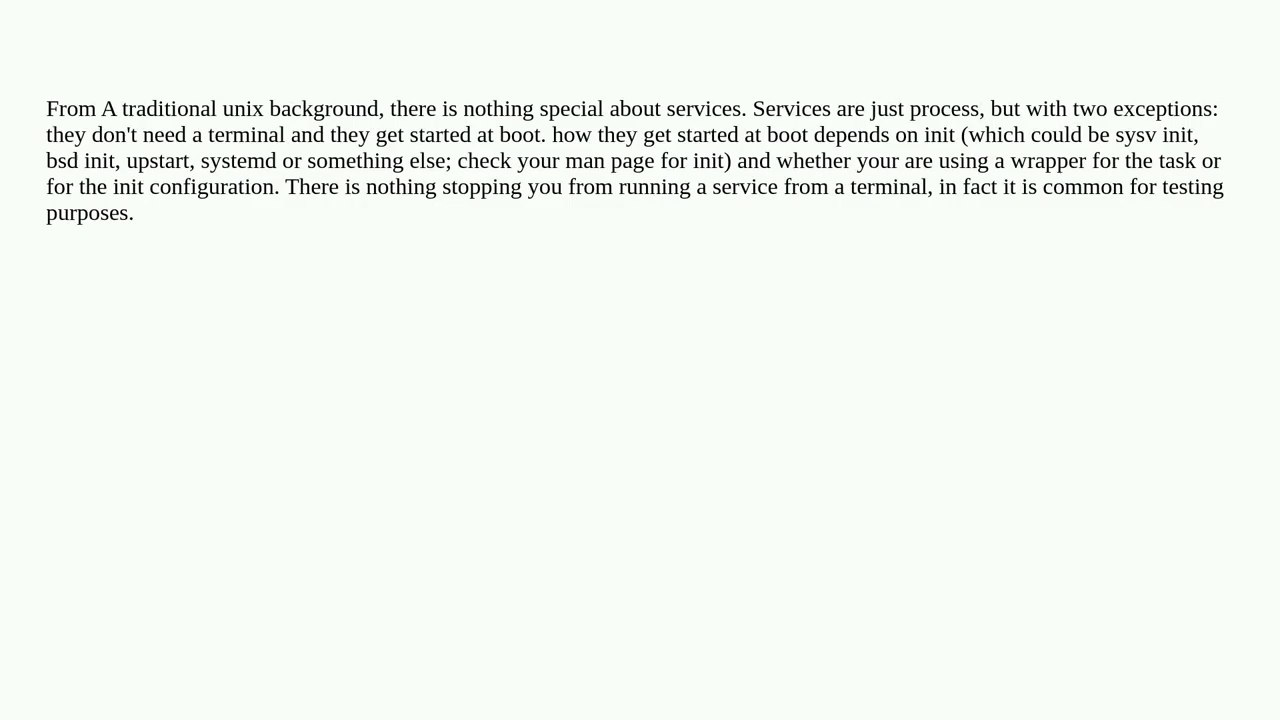 From A traditional unix background, there is nothing special about services. Services are just process, but with two exceptions:
they don't need a terminal and they get started at boot. how they get started at boot depends on init (which could be sysv init,
bsd init, upstart, systemd or something else; check your man page for init) and whether your are using a wrapper for the task or
for the init configuration. There is nothing stopping you from running a service from a terminal, in fact it is common for testing
purposes.